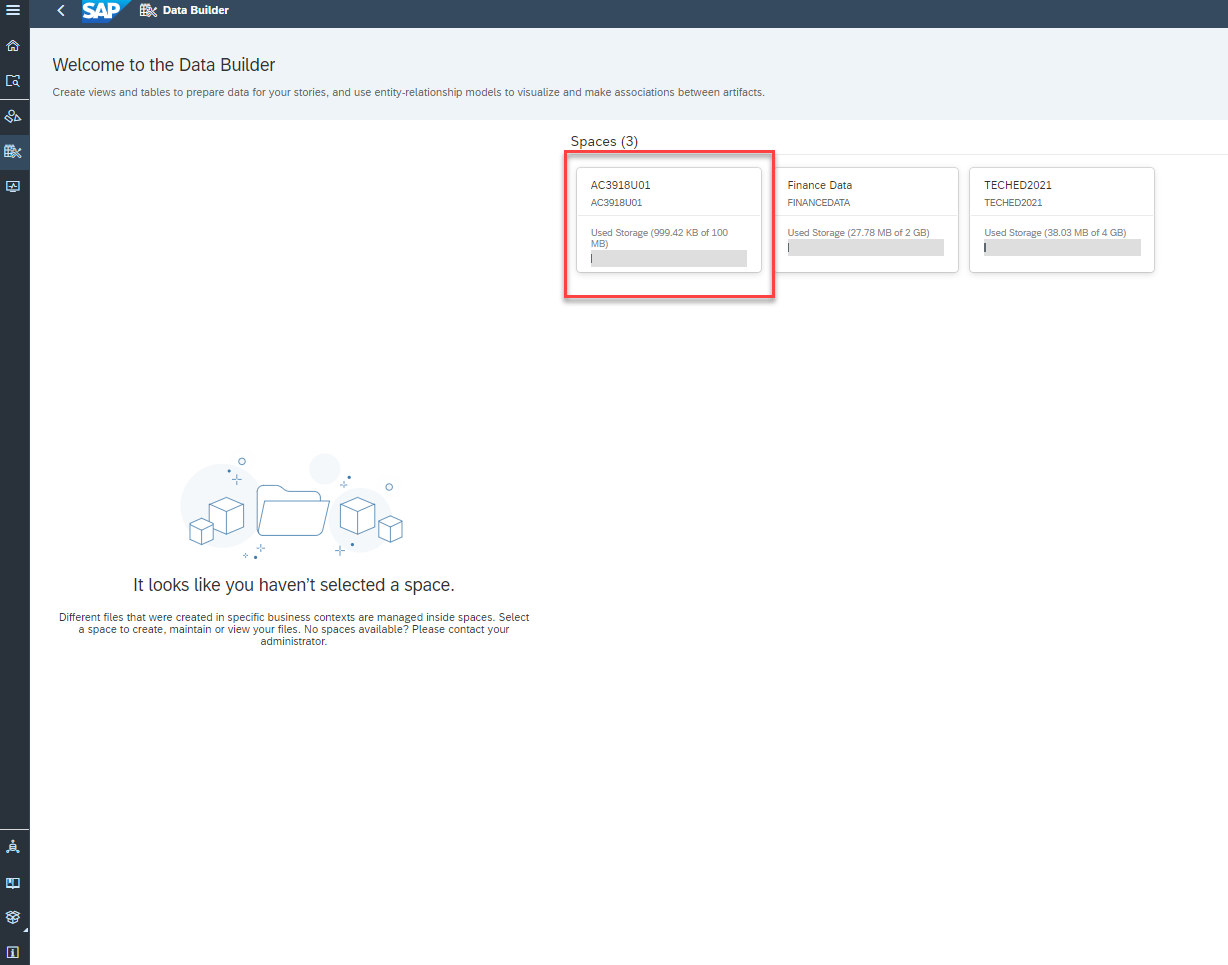 SAP
Data Builder
Welcome to the Data Builder
Create views and tables to prepare data for your stories, and use entity-relationship models to visualize and make associations between artifacts.
Spaces (3)
AC3918U01
AC3918U01
Used Storage (999.42 KB of 100
MB)
Finance Data
FINANCEDATA
Used Storage (27.78 MB of 2 GB)
TECHED2021
TECHED2021
Used Storage (38.03 MB of 4 GB)
It looks like you haven’t selected a space.
Different files that were created in specific business contexts are managed inside spaces. Select
a space to create, maintain or view your files. No spaces available? Please contact your
administrator.